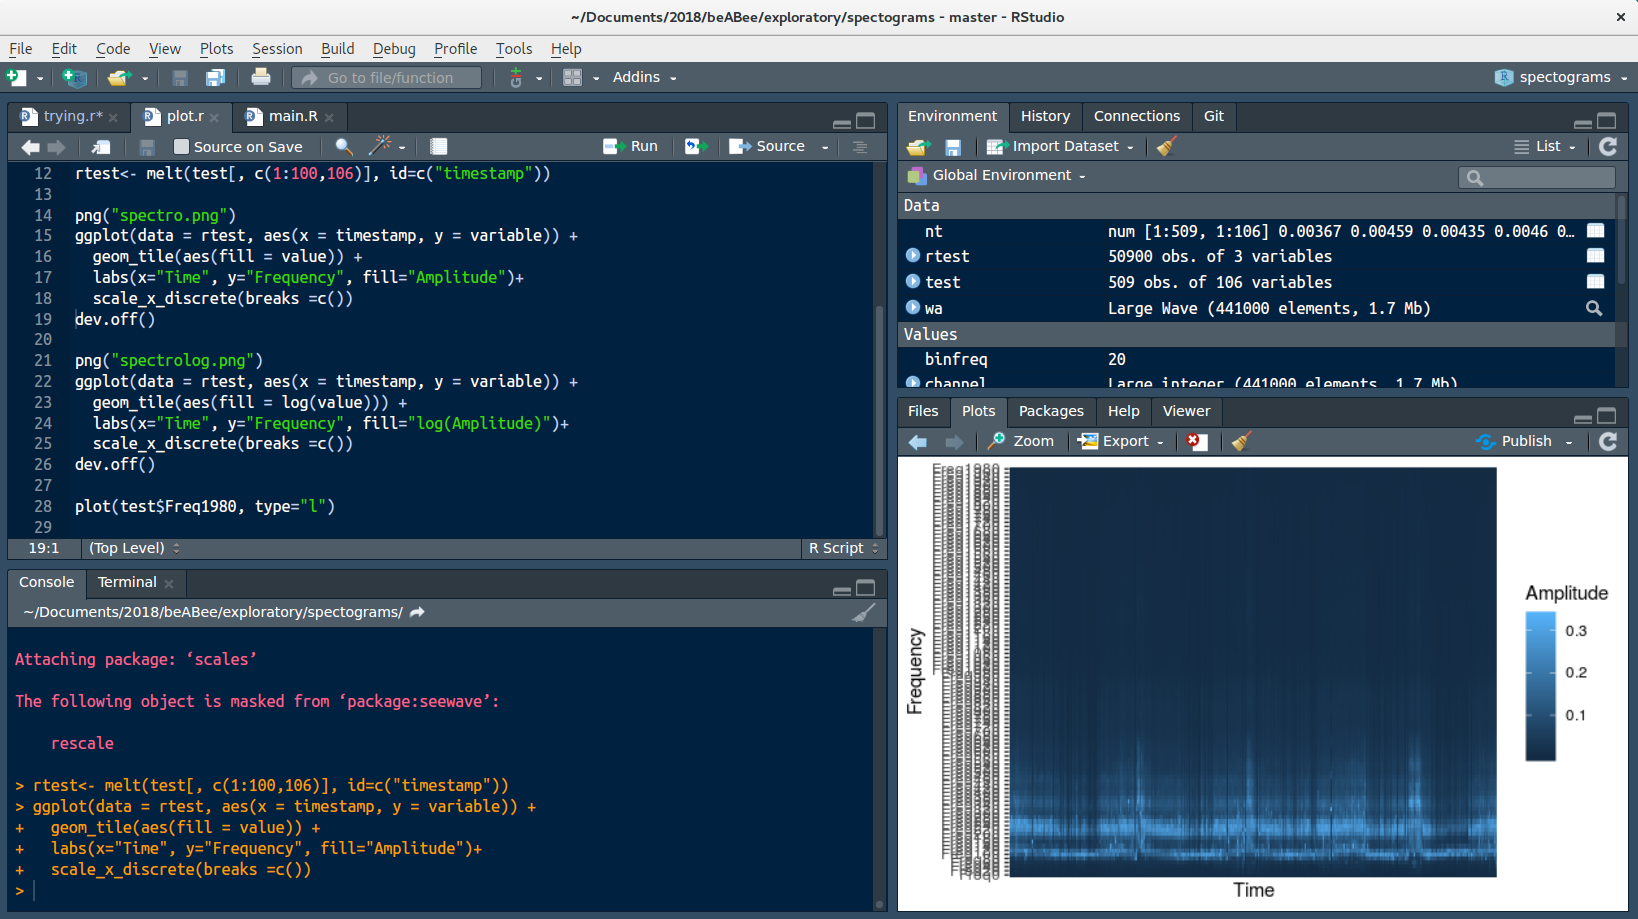 ~/Documents/2018/beABee/exploratory/spectograms - master - RStudio
File Edit Code View Plots Session Build Debug Profile Tools Help
Go to file/function
Git
Addins
spectograms
trying.r*
plot.r
main.R
Source on Save
Run
Source
12 rtest<- melt(test[, c(1:100,106)], id=c("timestamp"))
13
14 png("spectro.png")
15 ggplot(data = rtest, aes(x = timestamp, y = variable)) +
16   geom_tile(aes(fill = value)) +
17   labs(x="Time", y="Frequency", fill="Amplitude")+
18   scale_x_discrete(breaks =c())
19 dev.off()
20
21 png("spectrolog.png")
22 ggplot(data = rtest, aes(x = timestamp, y = variable)) +
23   geom_tile(aes(fill = log(value))) +
24   labs(x="Time", y="Frequency", fill="log(Amplitude)")+
25   scale_x_discrete(breaks =c())
26 dev.off()
27
28 plot(test$Freq1980, type="l")
29
19:1 (Top Level) R Script
Console Terminal
~/Documents/2018/beABee/exploratory/spectograms/
Attaching package: ‘scales’
The following object is masked from ‘package:seewave’:
    rescale
> rtest<- melt(test[, c(1:100,106)], id=c("timestamp"))
> ggplot(data = rtest, aes(x = timestamp, y = variable)) +
+   geom_tile(aes(fill = value)) +
+   labs(x="Time", y="Frequency", fill="Amplitude")+
+   scale_x_discrete(breaks =c())
>
Environment History Connections Git
Import Dataset
List
Global Environment
Data
nt num [1:509, 1:106] 0.00367 0.00459 0.00435 0.0046 0…
rtest 50900 obs. of 3 variables
test 509 obs. of 106 variables
wa Large Wave (441000 elements, 1.7 Mb)
Values
binfreq 20
channel Large integer (441000 elements, 1.7 Mb)
Files Plots Packages Help Viewer
Zoom Export Publish
Freq1980
Frequency
Freq0
Time
Amplitude
0.3
0.2
0.1